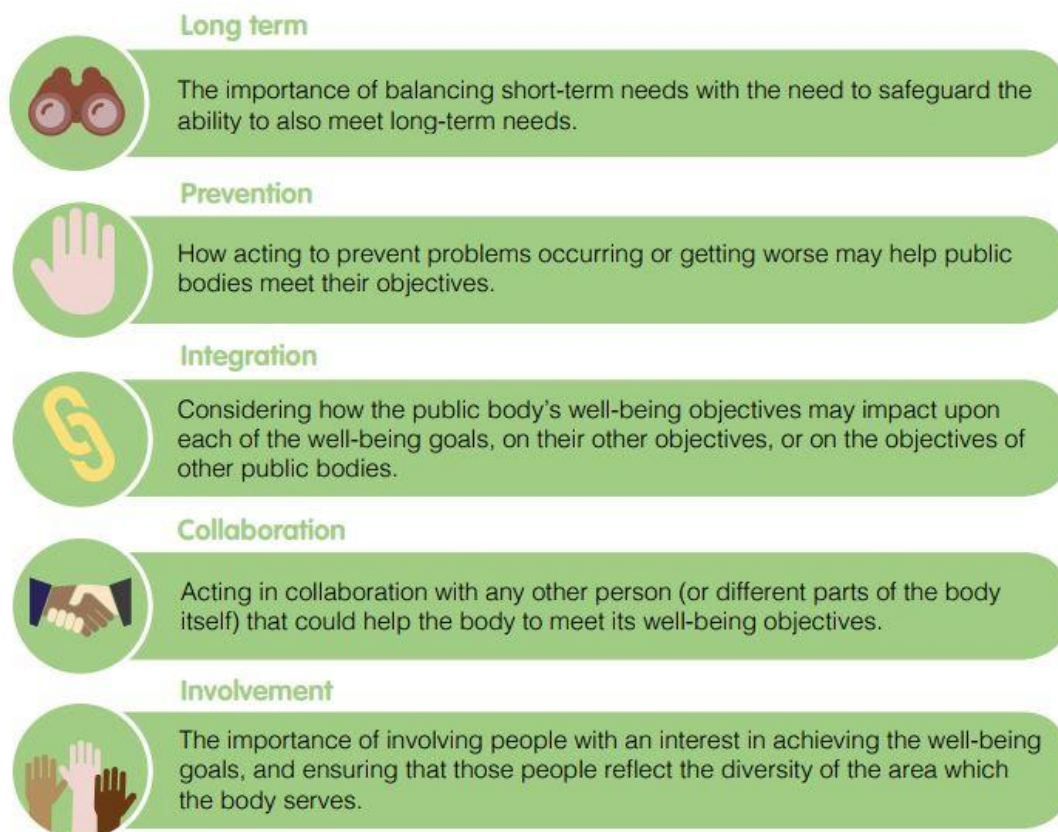 Long term
The importance of balancing short-term needs with the need to safeguard the
ability to also meet long-term needs.
Prevention
How acting to prevent problems occurring or getting worse may help public
bodies meet their objectives.
Integration
Considering how the public body's well-being objectives may impact upon
each of the well-being goals, on their other objectives, or on the objectives of
other public bodies.
Collaboration
Acting in collaboration with any other person (or different parts of the body
itself) that could help the body to meet its well-being objectives.
Involvement
The importance of involving people with an interest in achieving the well-being
goals, and ensuring that those people reflect the diversity of the area which
the body serves.